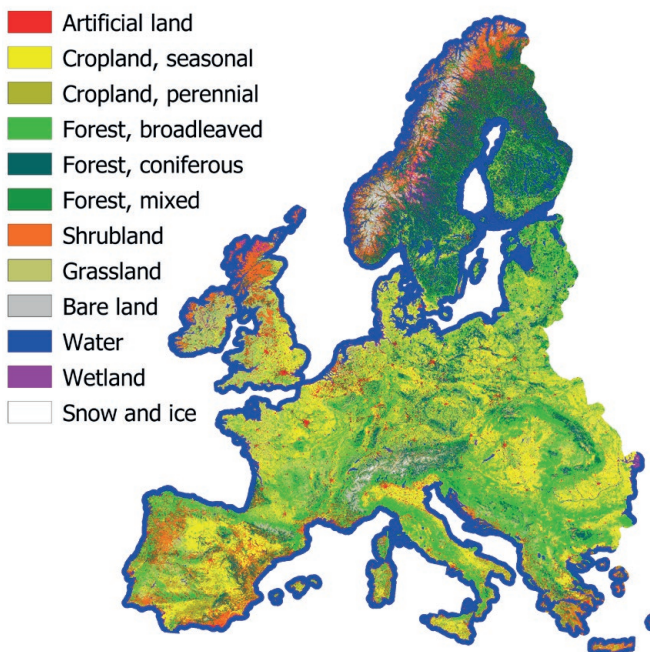 Artificial land
Cropland, seasonal
Cropland, perennial
Forest, broadleaved
Forest, coniferous
Forest, mixed
Shrubland
Grassland
Bare land
Water
Wetland
Snow and ice